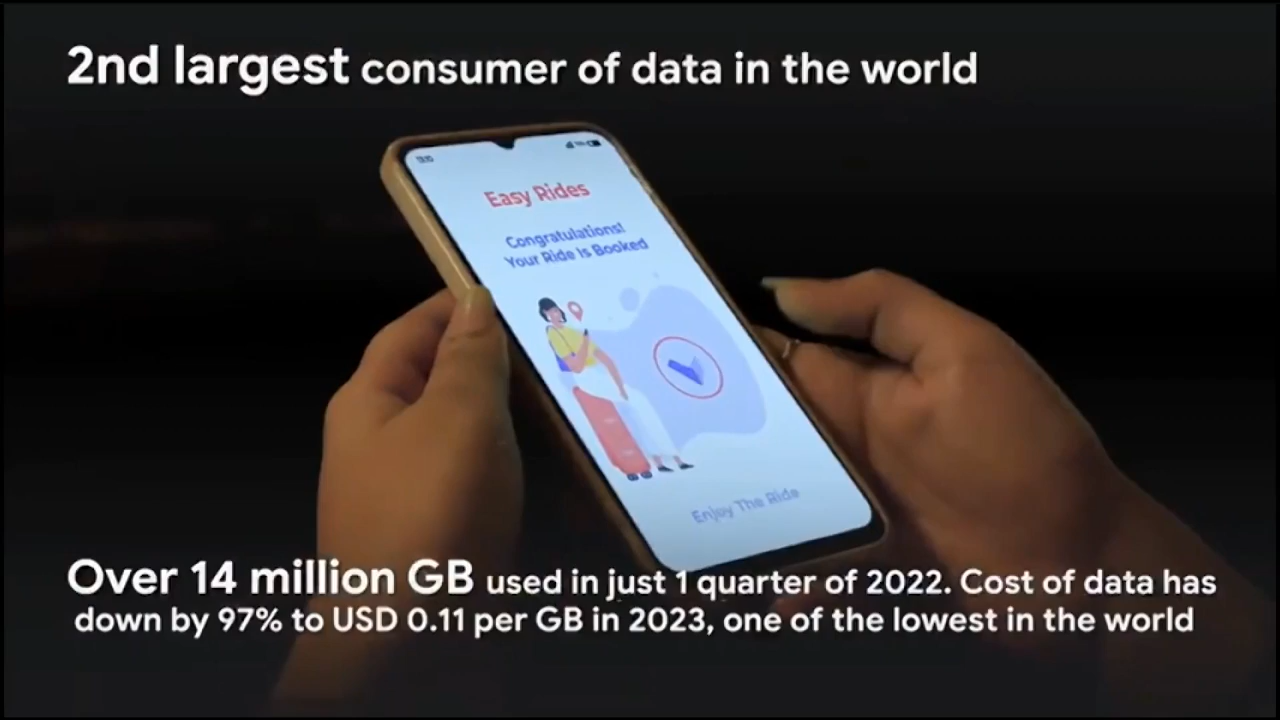 2nd largest consumer of data in the world
Easy Rides
Congratulations!
Your Ride Is Booked
Enjoy The Ride
Over 14 million GB used in just 1 quarter of 2022. Cost of data has
down by 97% to USD 0.11 per GB in 2023, one of the lowest in the world